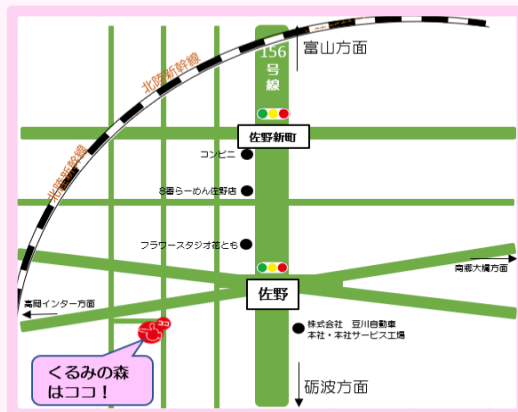 富山方面
156
号
線
北陸新幹線
佐野新町
コンビニ
北陸新幹線
8番らーめん佐野店
フラワースタジオ花とも
南郷大橋方面
佐野
高岡インター方面
株式会社　豆川自動車
本社・本社サービス工場
くるみの森
はココ！
砺波方面